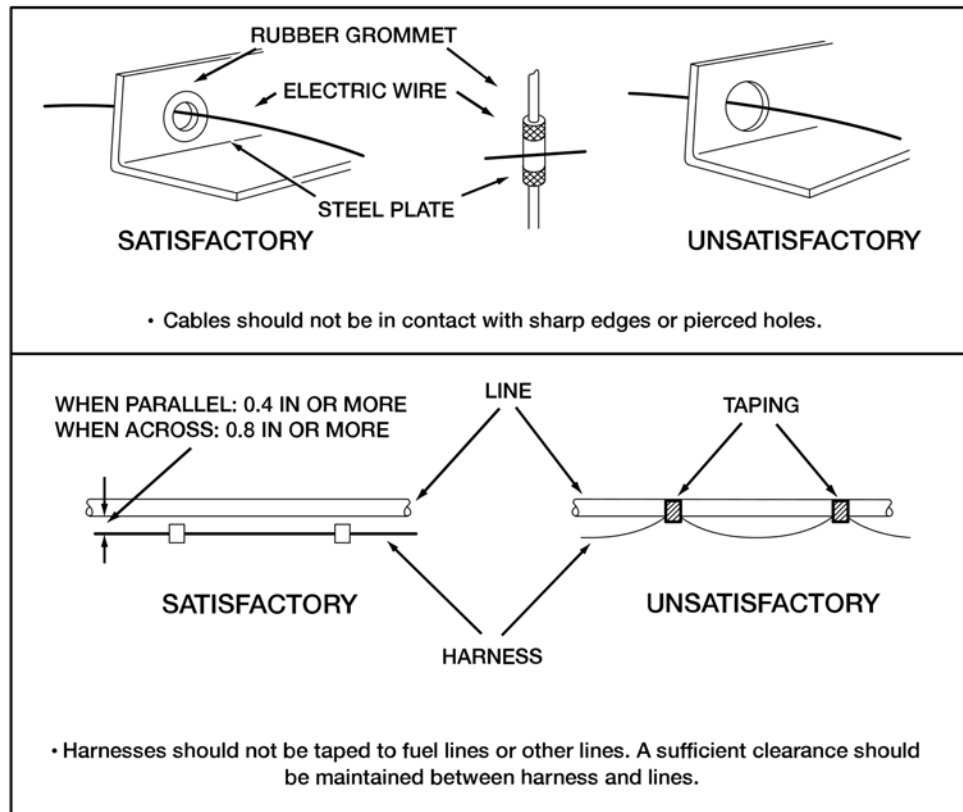 RUBBER GROMMET
ELECTRIC WIRE
STEEL PLATE
SATISFACTORY
UNSATISFACTORY
• Cables should not be in contact with sharp edges or pierced holes.
WHEN PARALLEL: 0.4 IN OR MORE
WHEN ACROSS: 0.8 IN OR MORE
LINE
TAPING
SATISFACTORY
UNSATISFACTORY
HARNESS
• Harnesses should not be taped to fuel lines or other lines. A sufficient clearance should
be maintained between harness and lines.